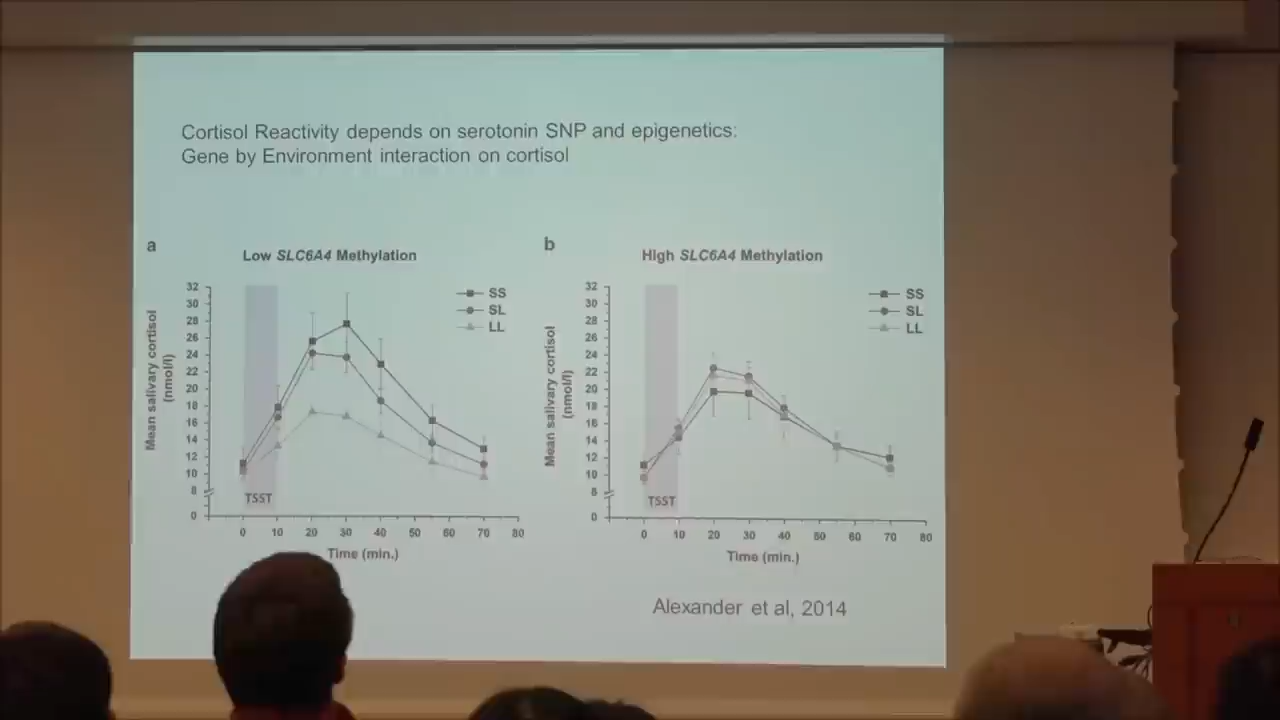 Cortisol Reactivity depends on serotonin SNP and epigenetics:
Gene by Environment interaction on cortisol
a
Low SLC6A4 Methylation
32
30
28
26
24
22
20
18
16
14
12
10
8
0
Mean salivary cortisol
(nmol/l)
SS
SL
LL
TSST
0 10 20 30 40 50 60 70 80
Time (min.)
b
High SLC6A4 Methylation
32
30
28
26
24
22
20
18
16
14
12
10
8
0
Mean salivary cortisol
(nmol/l)
SS
SL
LL
TSST
0 10 20 30 40 50 60 70 80
Time (min.)
Alexander et al, 2014